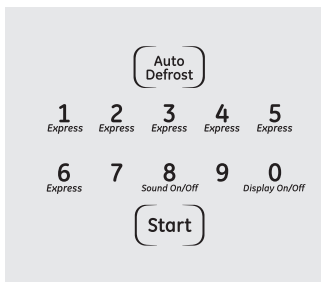 Auto
Defrost
1 2 3 4 5
Express Express Express Express Express
6 7 8 9 0
Express Sound On/Off Display On/Off
Start